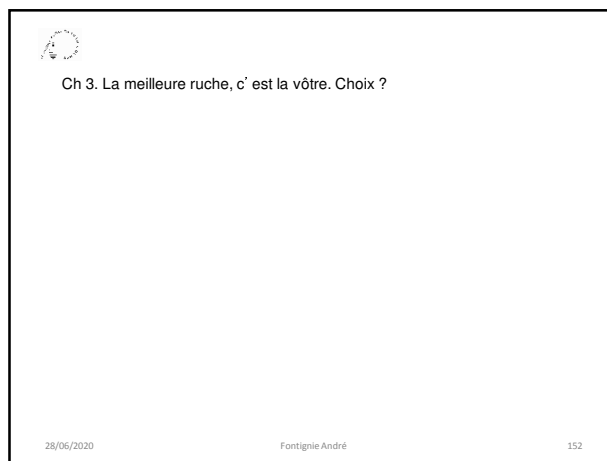 Ch 3. La meilleure ruche, c’ est la vôtre. Choix ?
28/06/2020 Fontignie André 152